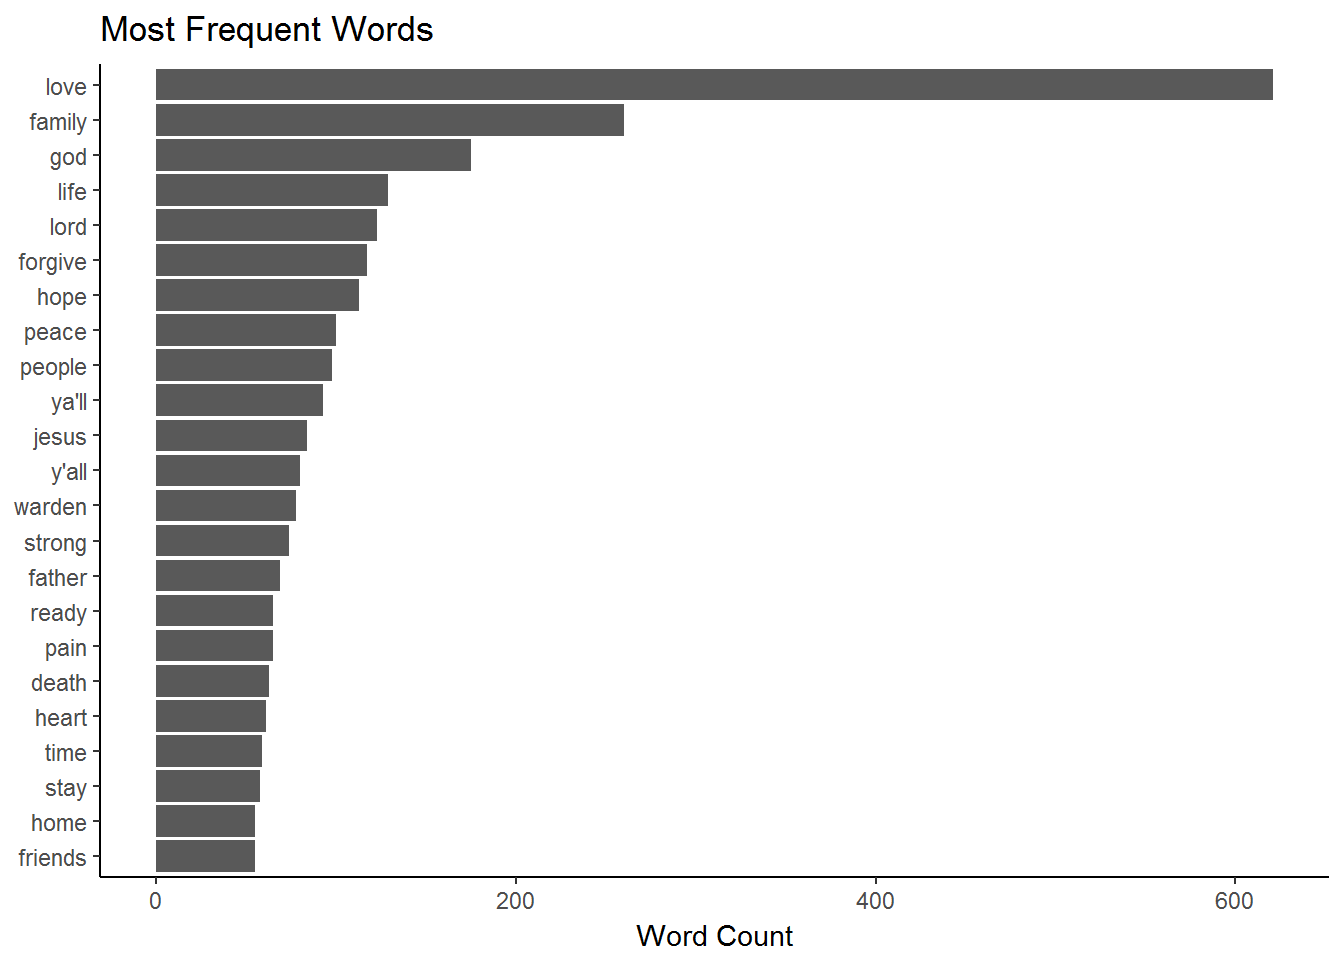 Most Frequent Words
love
family
god
life
lord
forgive
hope
peace
people
ya'll
jesus
y'all
warden
strong
father
ready
pain
death
heart
time
stay
home
friends
0 200 400 600
Word Count